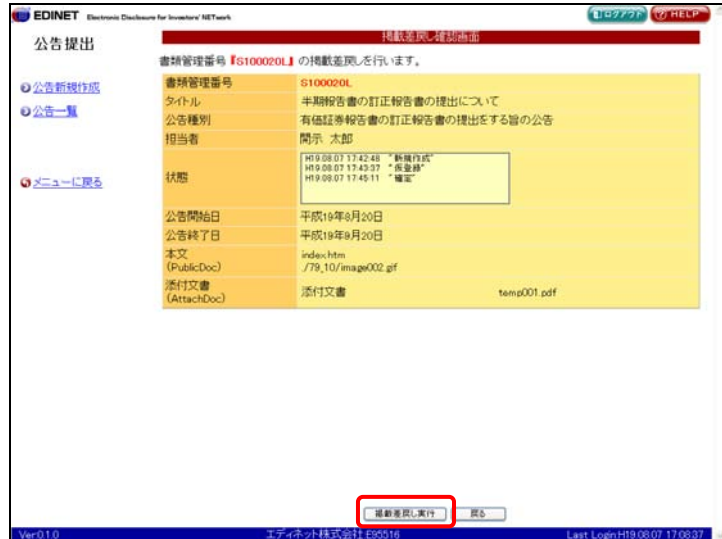 EDINET Electronic Disclosure for Investors' NETwork
ログアウト
HELP
公告提出
掲載差戻し確認画面
書類管理番号『S100020L』の掲載差戻しを行います。
公告新規作成
公告一覧
メニューに戻る
書類管理番号 S100020L
タイトル 半期報告書の訂正報告書の提出について
公告種別 有価証券報告書の訂正報告書の提出をする旨の公告
担当者 開示 太郎
状態
H19.08.07 17:42:48 "新規作成"
H19.08.07 17:43:37 "仮登録"
H19.08.07 17:45:11 "確定"
公告開始日 平成19年8月20日
公告終了日 平成19年9月20日
本文 (PublicDoc)
index.htm
./79_10/image002.gif
添付文書 (AttachDoc)
添付文書 temp001.pdf
掲載差戻し実行
戻る
Ver0.1.0 エディネット株式会社 E95516 Last Login:H19.08.07 17:08:37